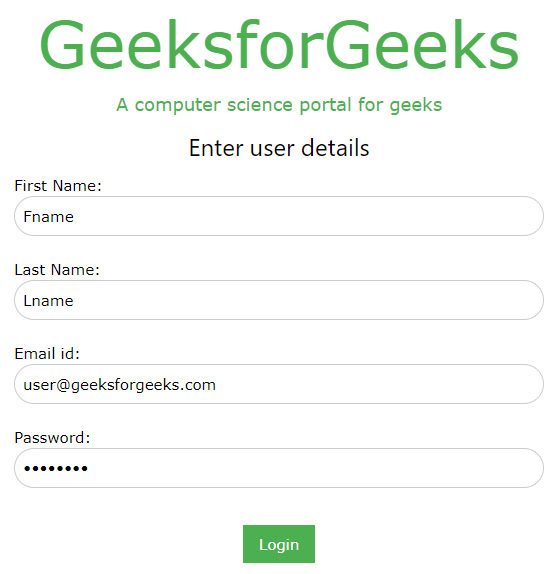 GeeksforGeeks
A computer science portal for geeks
Enter user details
First Name:
Fname
Last Name:
Lname
Email id:
user@geeksforgeeks.com
Password:
••••••••
Login